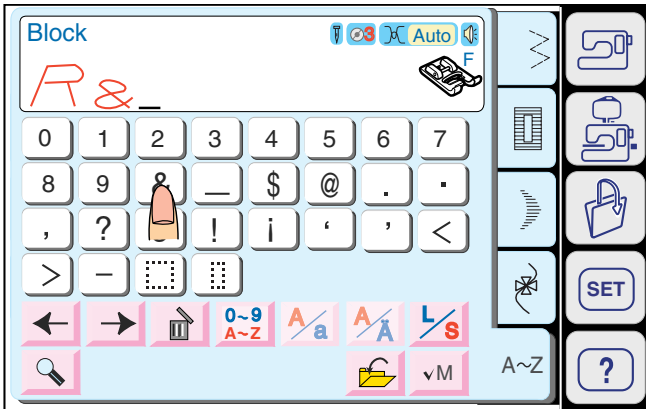 Block
3 Auto
F
R&_
0 1 2 3 4 5 6 7
8 9 & _ $ @ . ·
, ? ! ¡ ‘ ’ <
> –
0~9
A~Z
A/a
A/Ä
L/S
✓M
A~Z
SET
?